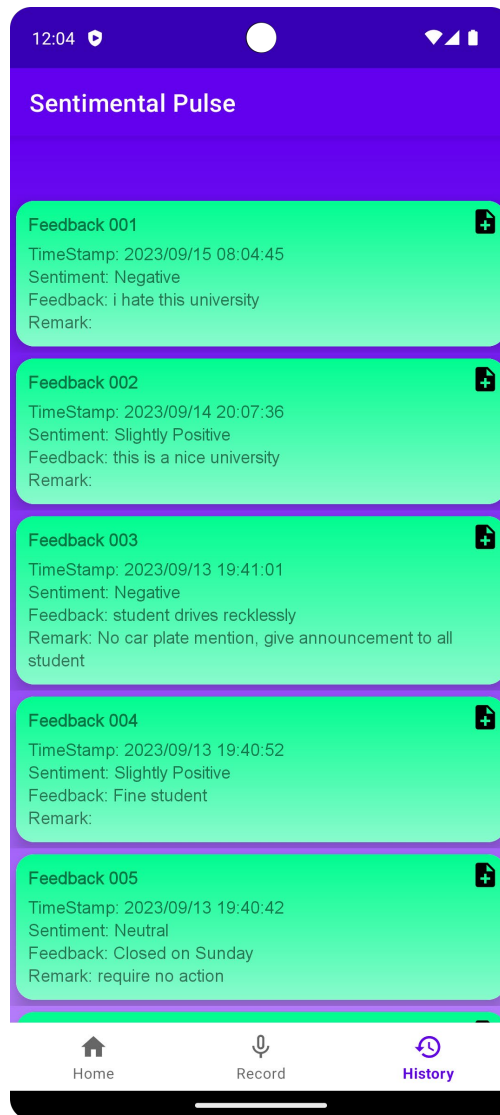 12:04
Sentimental Pulse
Feedback 001
TimeStamp: 2023/09/15 08:04:45
Sentiment: Negative
Feedback: i hate this university
Remark:
Feedback 002
TimeStamp: 2023/09/14 20:07:36
Sentiment: Slightly Positive
Feedback: this is a nice university
Remark:
Feedback 003
TimeStamp: 2023/09/13 19:41:01
Sentiment: Negative
Feedback: student drives recklessly
Remark: No car plate mention, give announcement to all
student
Feedback 004
TimeStamp: 2023/09/13 19:40:52
Sentiment: Slightly Positive
Feedback: Fine student
Remark:
Feedback 005
TimeStamp: 2023/09/13 19:40:42
Sentiment: Neutral
Feedback: Closed on Sunday
Remark: require no action
Home
Record
History